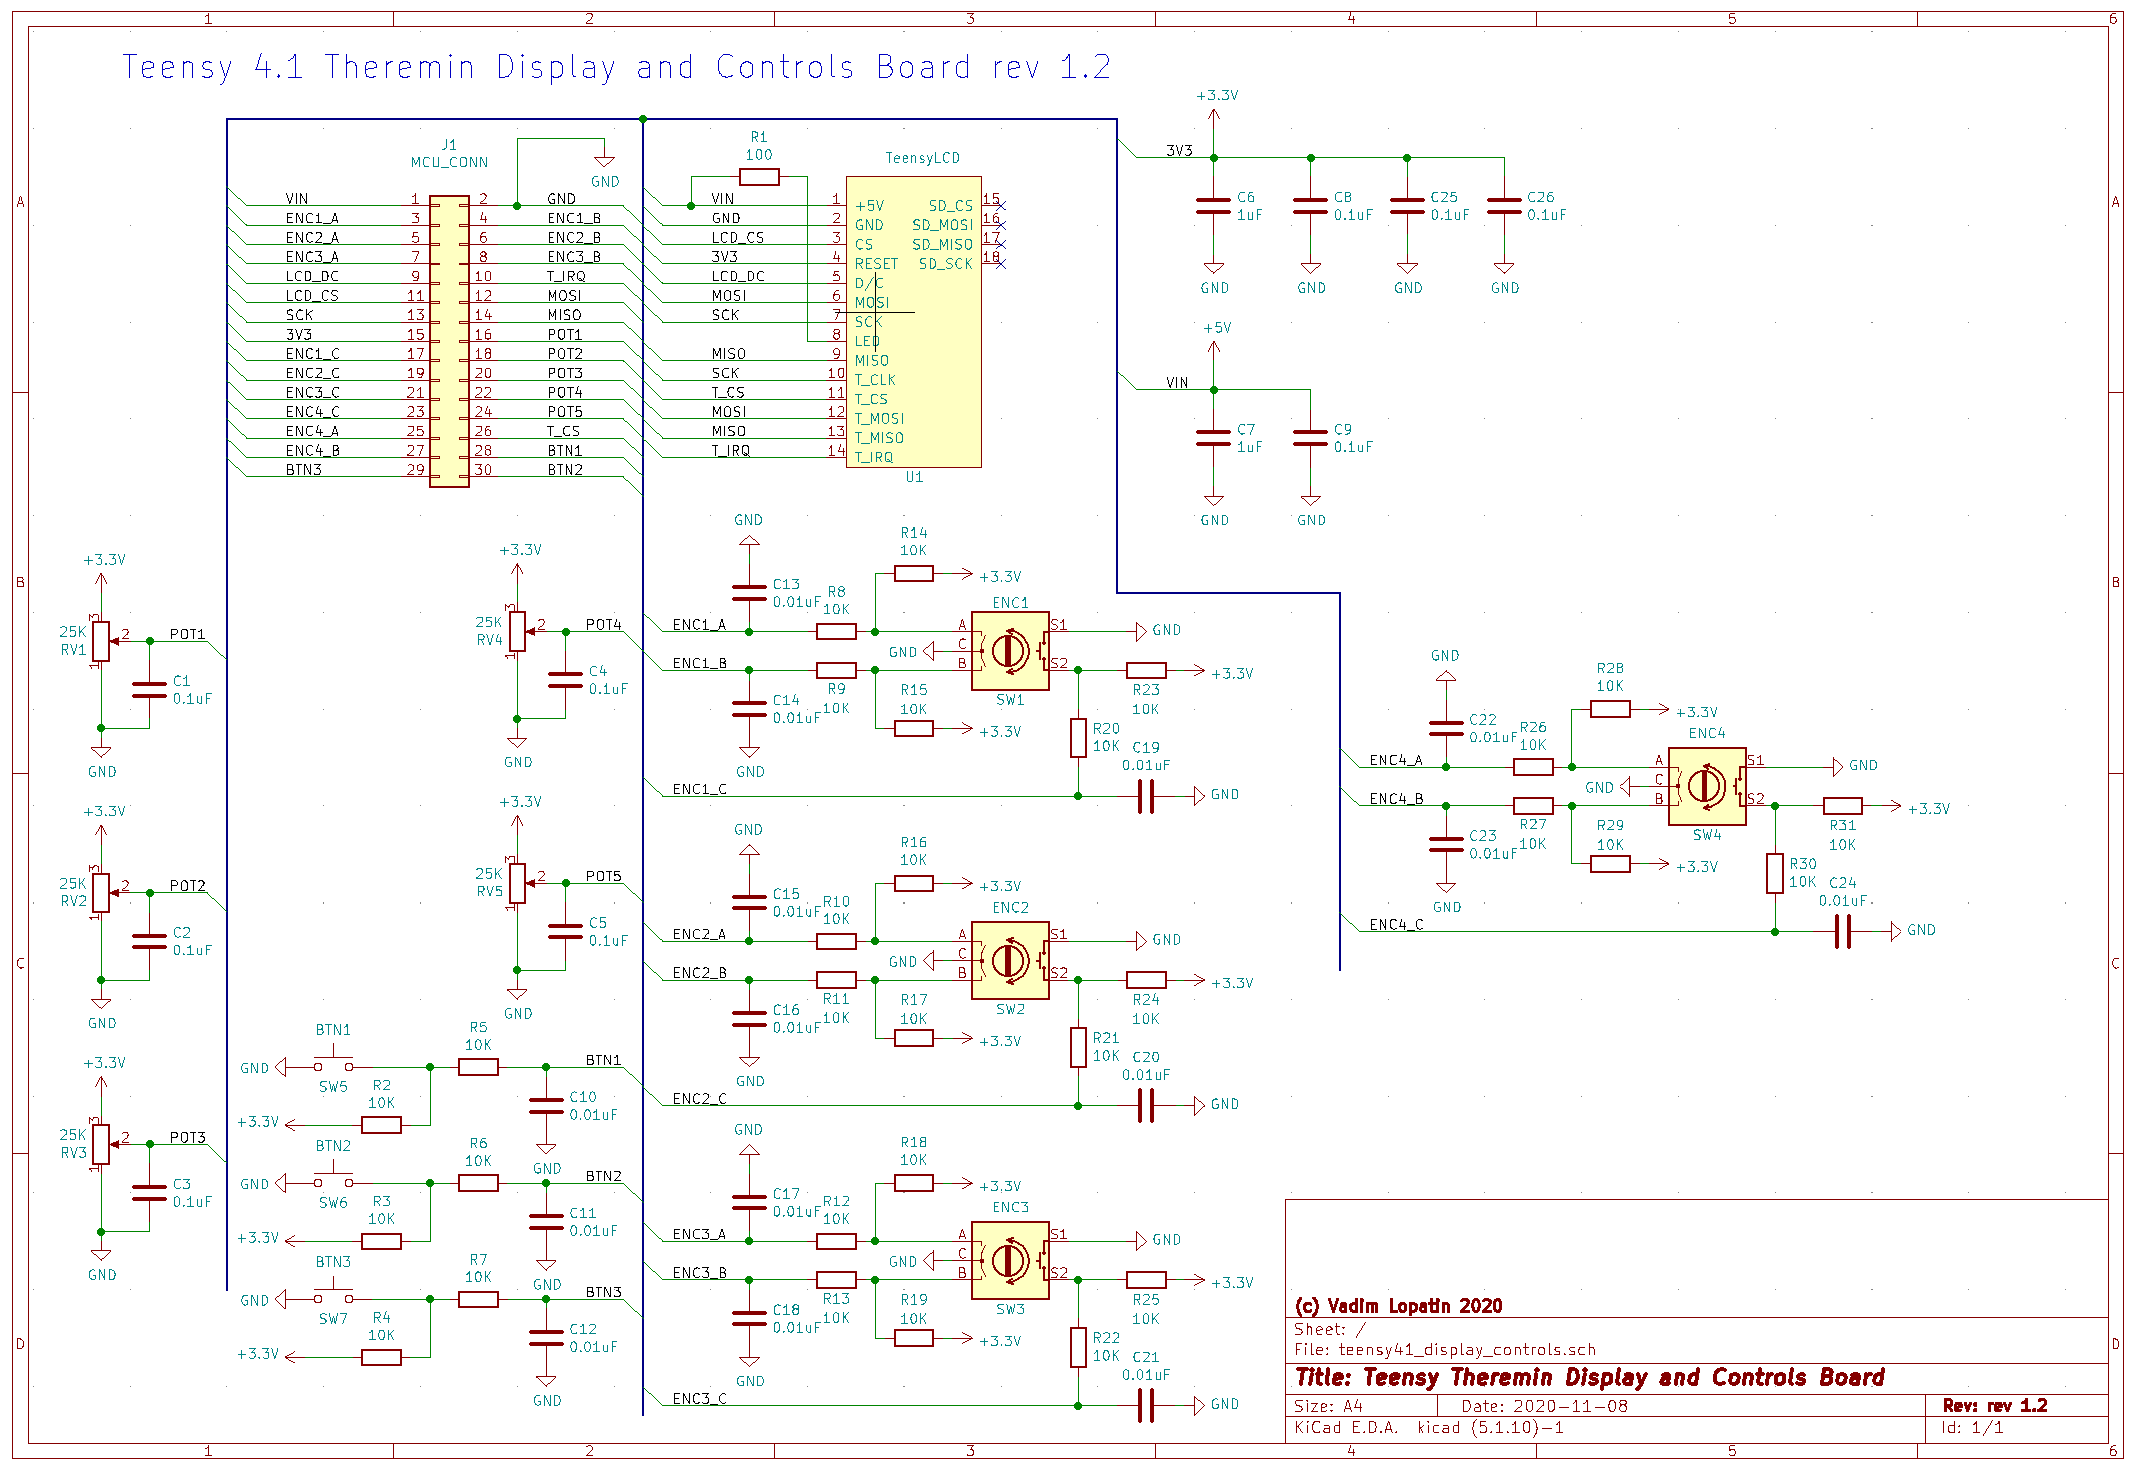 1 2 3 4 5 6
Teensy 4.1 Theremin Display and Controls Board rev 1.2
A
B
C
D
J1
MCU_CONN
GND
VIN 1 2 GND
ENC1_A 3 4 ENC1_B
ENC2_A 5 6 ENC2_B
ENC3_A 7 8 ENC3_B
LCD_DC 9 10 T_IRQ
LCD_CS 11 12 MOSI
SCK 13 14 MISO
3V3 15 16 POT1
ENC1_C 17 18 POT2
ENC2_C 19 20 POT3
ENC3_C 21 22 POT4
ENC4_C 23 24 POT5
ENC4_A 25 26 T_CS
ENC4_B 27 28 BTN1
BTN3 29 30 BTN2
R1
100
TeensyLCD
VIN 1 +5V SD_CS 15
GND 2 GND SD_MOSI 16
LCD_CS 3 CS SD_MISO 17
3V3 4 RESET SD_SCK 18
LCD_DC 5 D/C
MOSI 6 MOSI
SCK 7 SCK
8 LED
MISO 9 MISO
SCK 10 T_CLK
T_CS 11 T_CS
MOSI 12 T_MOSI
MISO 13 T_MISO
T_IRQ 14 T_IRQ
U1
+3.3V
3V3
C6
1uF
C8
0.1uF
C25
0.1uF
C26
0.1uF
GND GND GND GND
+5V
VIN
C7
1uF
C9
0.1uF
GND GND
+3.3V
3
25K
RV1
2
1
POT1
C1
0.1uF
GND
+3.3V
3
25K
RV2
2
1
POT2
C2
0.1uF
GND
+3.3V
3
25K
RV3
2
1
POT3
C3
0.1uF
GND
+3.3V
3
25K
RV4
2
1
POT4
C4
0.1uF
GND
+3.3V
3
25K
RV5
2
1
POT5
C5
0.1uF
GND
BTN1
GND
SW5
R2
10K
+3.3V
R5
10K
BTN1
C10
0.01uF
GND
BTN2
GND
SW6
R3
10K
+3.3V
R6
10K
BTN2
C11
0.01uF
GND
BTN3
GND
SW7
R4
10K
+3.3V
R7
10K
BTN3
C12
0.01uF
GND
GND
C13
0.01uF
R8
10K
R14
10K
+3.3V
ENC1
ENC1_A
A
C
B
GND
S1
S2
GND
ENC1_B
SW1
C14
0.01uF
R9
10K
R15
10K
+3.3V
GND
R23
10K
+3.3V
R20
10K
C19
0.01uF
ENC1_C
GND
GND
C15
0.01uF
R10
10K
R16
10K
+3.3V
ENC2
ENC2_A
A
C
B
GND
S1
S2
GND
ENC2_B
SW2
C16
0.01uF
R11
10K
R17
10K
+3.3V
GND
R24
10K
+3.3V
R21
10K
C20
0.01uF
ENC2_C
GND
GND
C17
0.01uF
R12
10K
R18
10K
+3.3V
ENC3
ENC3_A
A
C
B
GND
S1
S2
GND
ENC3_B
SW3
C18
0.01uF
R13
10K
R19
10K
+3.3V
GND
R25
10K
+3.3V
R22
10K
C21
0.01uF
ENC3_C
GND
GND
C22
0.01uF
R26
10K
R28
10K
+3.3V
ENC4
ENC4_A
A
C
B
GND
S1
S2
GND
ENC4_B
SW4
C23
0.01uF
R27
10K
R29
10K
+3.3V
GND
R31
10K
+3.3V
R30
10K
C24
0.01uF
ENC4_C
GND
(c) Vadim Lopatin 2020
Sheet: /
File: teensy41_display_controls.sch
Title: Teensy Theremin Display and Controls Board
Size: A4 Date: 2020-11-08 Rev: rev 1.2
KiCad E.D.A. kicad (5.1.10)-1 Id: 1/1
A
B
C
D
1 2 3 4 5 6